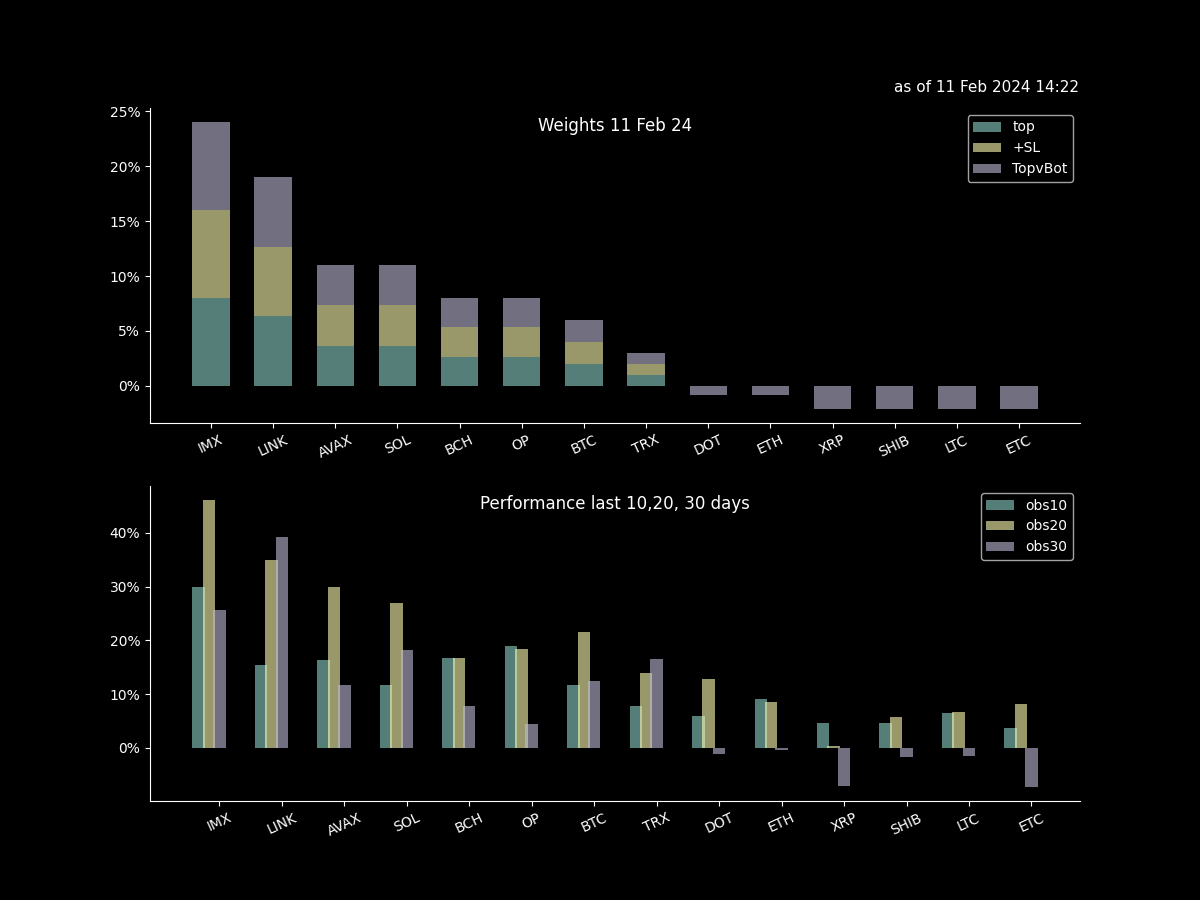 as of 11 Feb 2024 14:22
Weights 11 Feb 24
top
+SL
TopvBot
25%
20%
15%
10%
5%
0%
IMX LINK AVAX SOL BCH OP BTC TRX DOT ETH XRP SHIB LTC ETC
Performance last 10,20, 30 days
obs10
obs20
obs30
40%
30%
20%
10%
0%
IMX LINK AVAX SOL BCH OP BTC TRX DOT ETH XRP SHIB LTC ETC